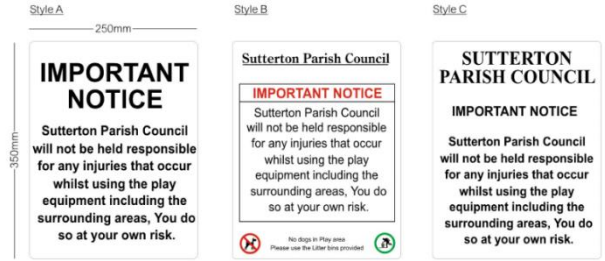 Style A
250mm
350mm
IMPORTANT
NOTICE
Sutterton Parish Council
will not be held responsible
for any injuries that occur
whilst using the play
equipment including the
surrounding areas, You do
so at your own risk.
Style B
Sutterton Parish Council
IMPORTANT NOTICE
Sutterton Parish Council
will not be held responsible
for any injuries that occur
whilst using the play
equipment including the
surrounding areas, You do
so at your own risk.
No dogs in Play area
Please use the Litter bins provided
Style C
SUTTERTON
PARISH COUNCIL
IMPORTANT NOTICE
Sutterton Parish Council
will not be held responsible
for any injuries that occur
whilst using the play
equipment including the
surrounding areas, You do
so at your own risk.